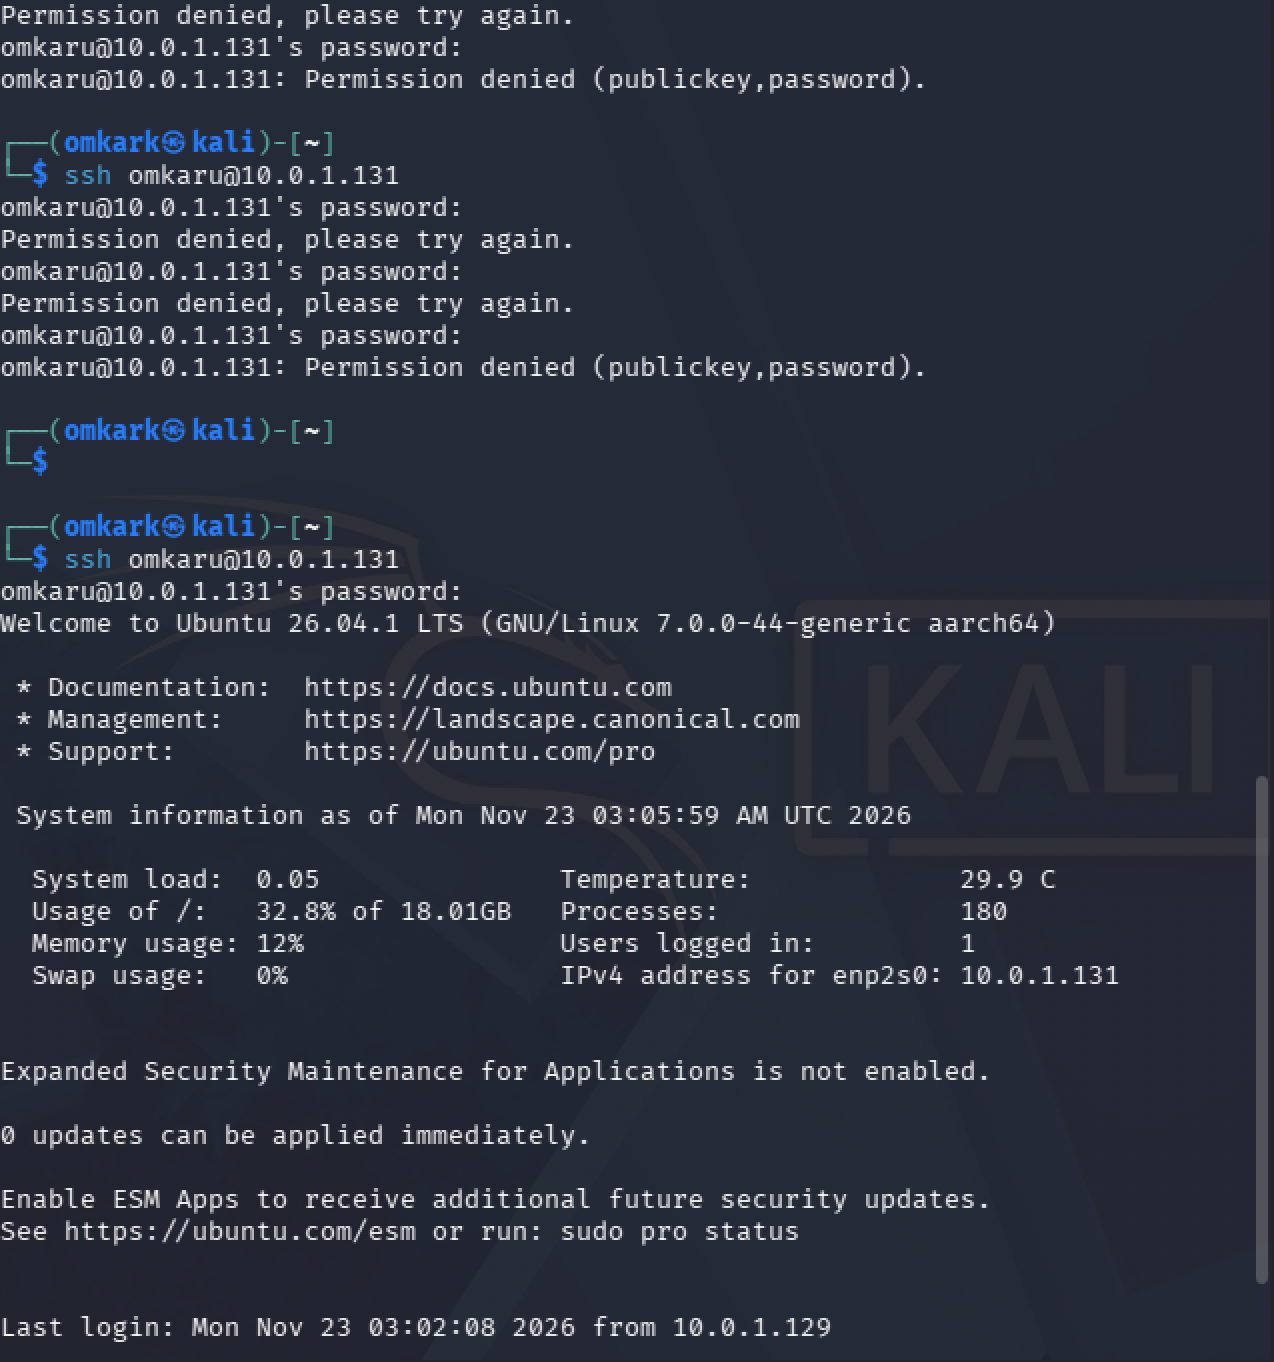 Permission denied, please try again.
omkaru@10.0.1.131's password:
omkaru@10.0.1.131: Permission denied (publickey,password).
┌──(omkark㉿kali)-[~]
└─$ ssh omkaru@10.0.1.131
omkaru@10.0.1.131's password:
Permission denied, please try again.
omkaru@10.0.1.131's password:
Permission denied, please try again.
omkaru@10.0.1.131's password:
omkaru@10.0.1.131: Permission denied (publickey,password).
┌──(omkark㉿kali)-[~]
└─$
┌──(omkark㉿kali)-[~]
└─$ ssh omkaru@10.0.1.131
omkaru@10.0.1.131's password:
Welcome to Ubuntu 26.04.1 LTS (GNU/Linux 7.0.0-44-generic aarch64)
* Documentation:  https://docs.ubuntu.com
* Management:     https://landscape.canonical.com
* Support:        https://ubuntu.com/pro
KALI
System information as of Mon Nov 23 03:05:59 AM UTC 2026
System load:  0.05               Temperature:             29.9 C
Usage of /:   32.8% of 18.01GB   Processes:               180
Memory usage: 12%                Users logged in:         1
Swap usage:   0%                 IPv4 address for enp2s0: 10.0.1.131
Expanded Security Maintenance for Applications is not enabled.
0 updates can be applied immediately.
Enable ESM Apps to receive additional future security updates.
See https://ubuntu.com/esm or run: sudo pro status
Last login: Mon Nov 23 03:02:08 2026 from 10.0.1.129